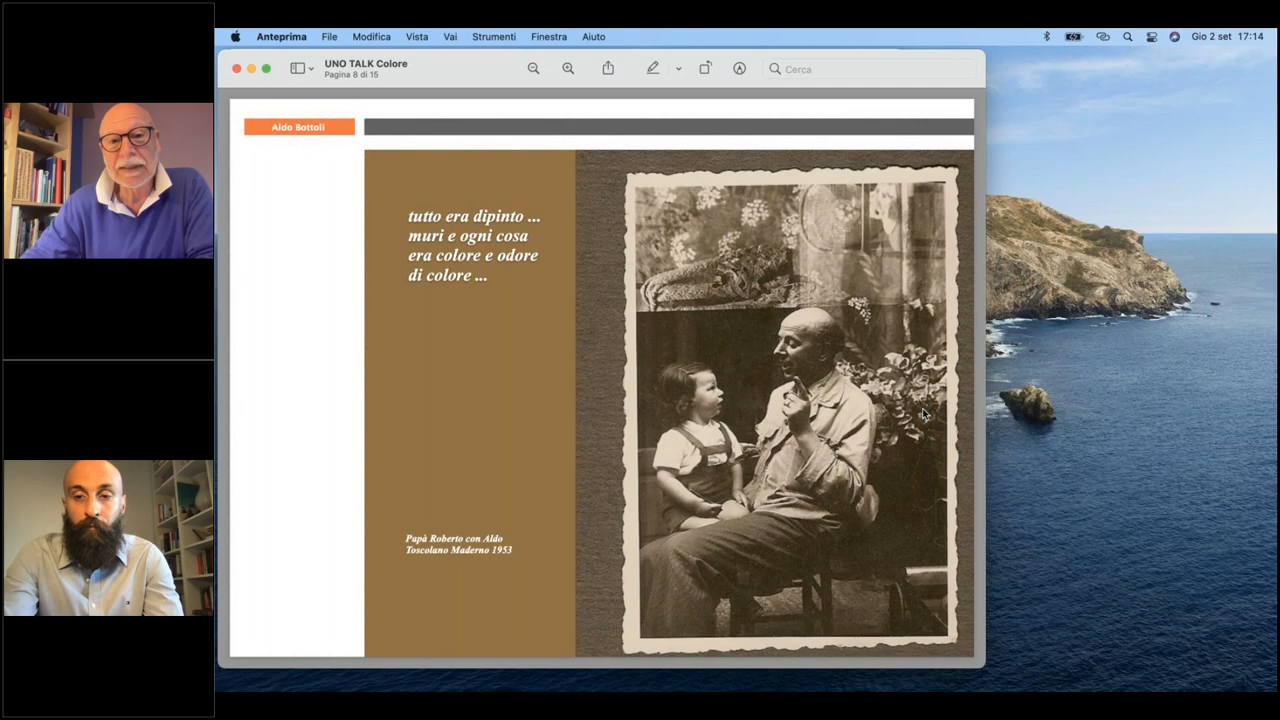 Anteprima File Modifica Vista Vai Strumenti Finestra Aiuto Gio 2 set 17:14
UNO TALK Colore
Pagina 8 di 15
Cerca
Aldo Bottoli
tutto era dipinto ...
muri e ogni cosa
era colore e odore
di colore ...
Papà Roberto con Aldo
Toscolano Maderno 1953